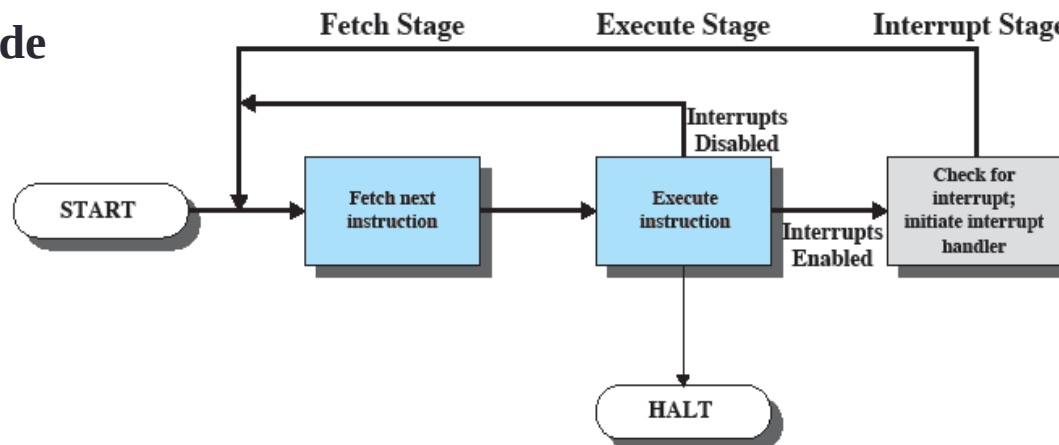 de
Fetch Stage
Execute Stage
Interrupt Stage
Interrupts
Disabled
START
Fetch next
instruction
Execute
instruction
Interrupts
Enabled
Check for
interrupt;
initiate interrupt
handler
HALT